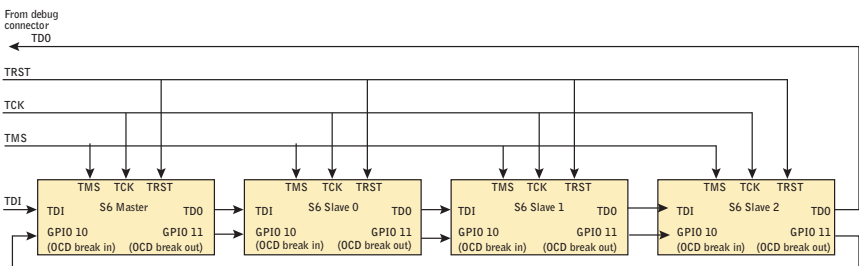 From debug
connector
TDO
TRST
TCK
TMS
TDI
TMS TCK TRST
S6 Master
TDI TDO
GPIO 10 GPIO 11
(OCD break in) (OCD break out)
TMS TCK TRST
S6 Slave 0
TDI TDO
GPIO 10 GPIO 11
(OCD break in) (OCD break out)
TMS TCK TRST
S6 Slave 1
TDI TDO
GPIO 10 GPIO 11
(OCD break in) (OCD break out)
TMS TCK TRST
S6 Slave 2
TDI TDO
GPIO 10 GPIO 11
(OCD break in) (OCD break out)